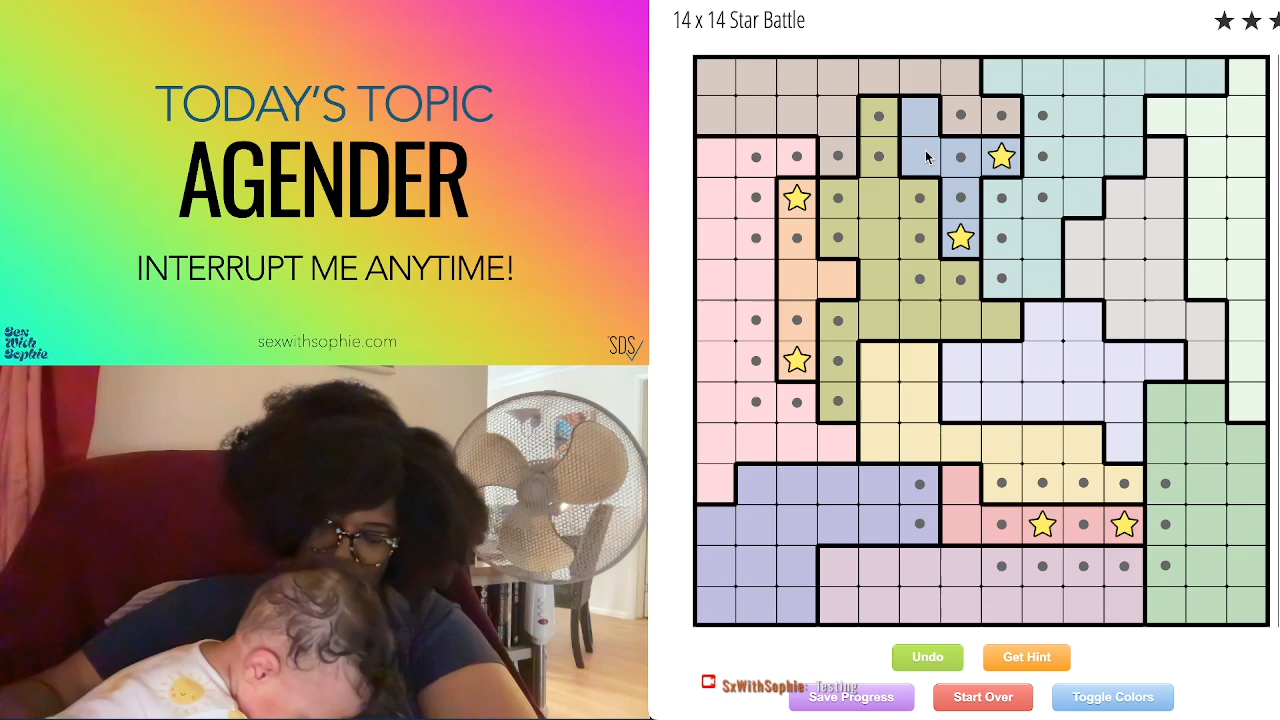 TODAY'S TOPIC
AGENDER
INTERRUPT ME ANYTIME!
Sex
With
Sophie
sexwithsophie.com
SDS
14 x 14 Star Battle
Undo
Get Hint
SxWithSophie: Testing
Save Progress
Start Over
Toggle Colors